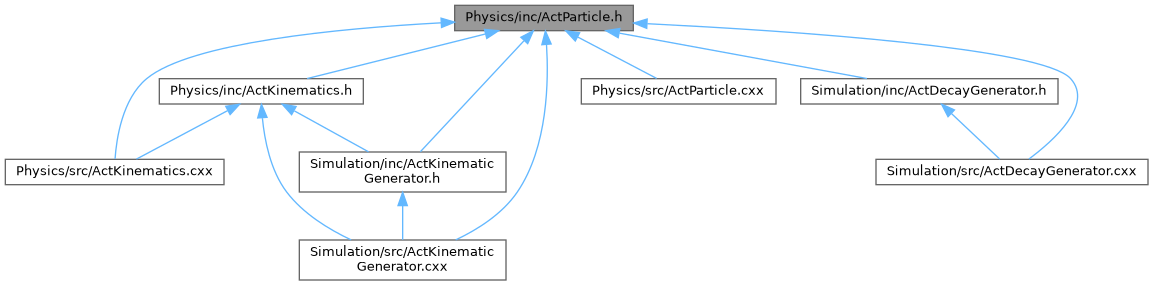 Physics/inc/ActParticle.h
Physics/inc/ActKinematics.h
Physics/src/ActParticle.cxx
Simulation/inc/ActDecayGenerator.h
Physics/src/ActKinematics.cxx
Simulation/inc/ActKinematic
Generator.h
Simulation/src/ActDecayGenerator.cxx
Simulation/src/ActKinematic
Generator.cxx